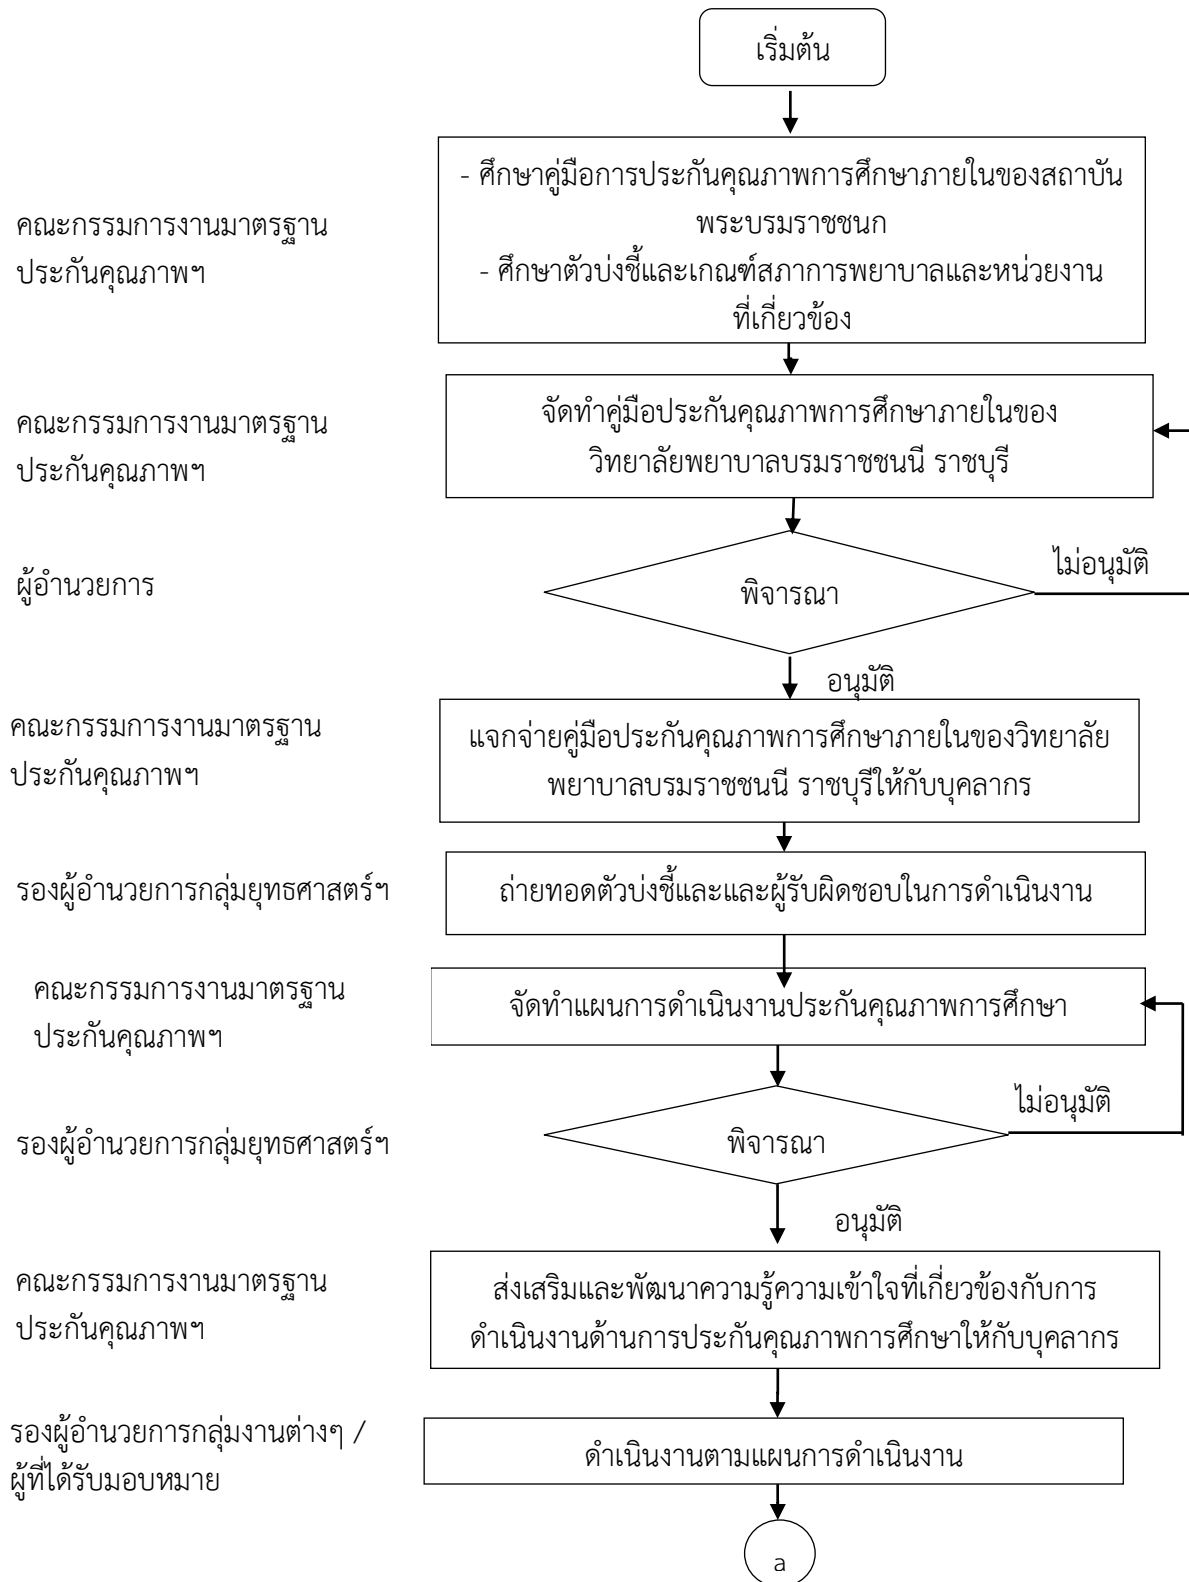 เริ่มต้น
คณะกรรมการงานมาตรฐาน
ประกันคุณภาพฯ
- ศึกษาคู่มือการประกันคุณภาพการศึกษาภายในของสถาบัน
พระบรมราชชนก
- ศึกษาตัวบ่งชี้และเกณฑ์สภาการพยาบาลและหน่วยงาน
ที่เกี่ยวข้อง
คณะกรรมการงานมาตรฐาน
ประกันคุณภาพฯ
จัดทำคู่มือประกันคุณภาพการศึกษาภายในของ
วิทยาลัยพยาบาลบรมราชชนนี ราชบุรี
ผู้อำนวยการ
พิจารณา
ไม่อนุมัติ
อนุมัติ
คณะกรรมการงานมาตรฐาน
ประกันคุณภาพฯ
แจกจ่ายคู่มือประกันคุณภาพการศึกษาภายในของวิทยาลัย
พยาบาลบรมราชชนนี ราชบุรีให้กับบุคลากร
รองผู้อำนวยการกลุ่มยุทธศาสตร์ฯ
ถ่ายทอดตัวบ่งชี้และและผู้รับผิดชอบในการดำเนินงาน
คณะกรรมการงานมาตรฐาน
ประกันคุณภาพฯ
จัดทำแผนการดำเนินงานประกันคุณภาพการศึกษา
รองผู้อำนวยการกลุ่มยุทธศาสตร์ฯ
พิจารณา
ไม่อนุมัติ
อนุมัติ
คณะกรรมการงานมาตรฐาน
ประกันคุณภาพฯ
ส่งเสริมและพัฒนาความรู้ความเข้าใจที่เกี่ยวข้องกับการ
ดำเนินงานด้านการประกันคุณภาพการศึกษาให้กับบุคลากร
รองผู้อำนวยการกลุ่มงานต่างๆ /
ผู้ที่ได้รับมอบหมาย
ดำเนินงานตามแผนการดำเนินงาน
a